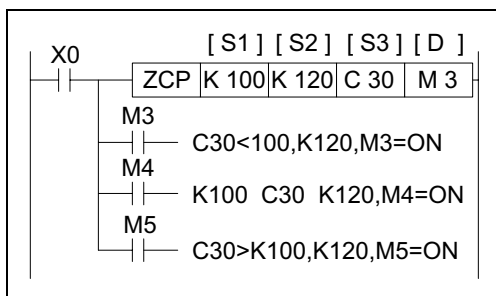 X0
[ S1 ] [ S2 ] [ S3 ] [ D ]
ZCP K 100 K 120 C 30 M 3
M3
C30<100,K120,M3=ON
M4
K100 C30 K120,M4=ON
M5
C30>K100,K120,M5=ON